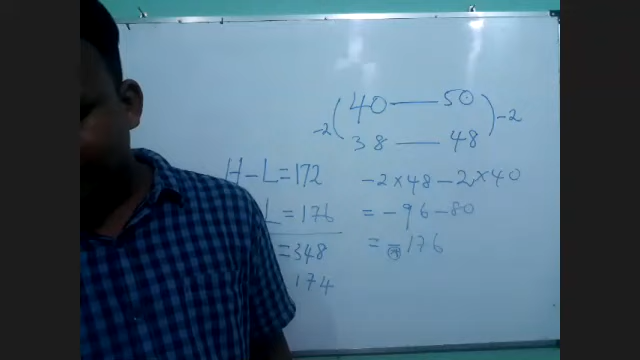 40 — 50
-2 ( ) -2
38 — 48
H - L = 172
L = 176
= 348
174
-2 × 48 - 2 × 40
= - 96 - 80
= - 176